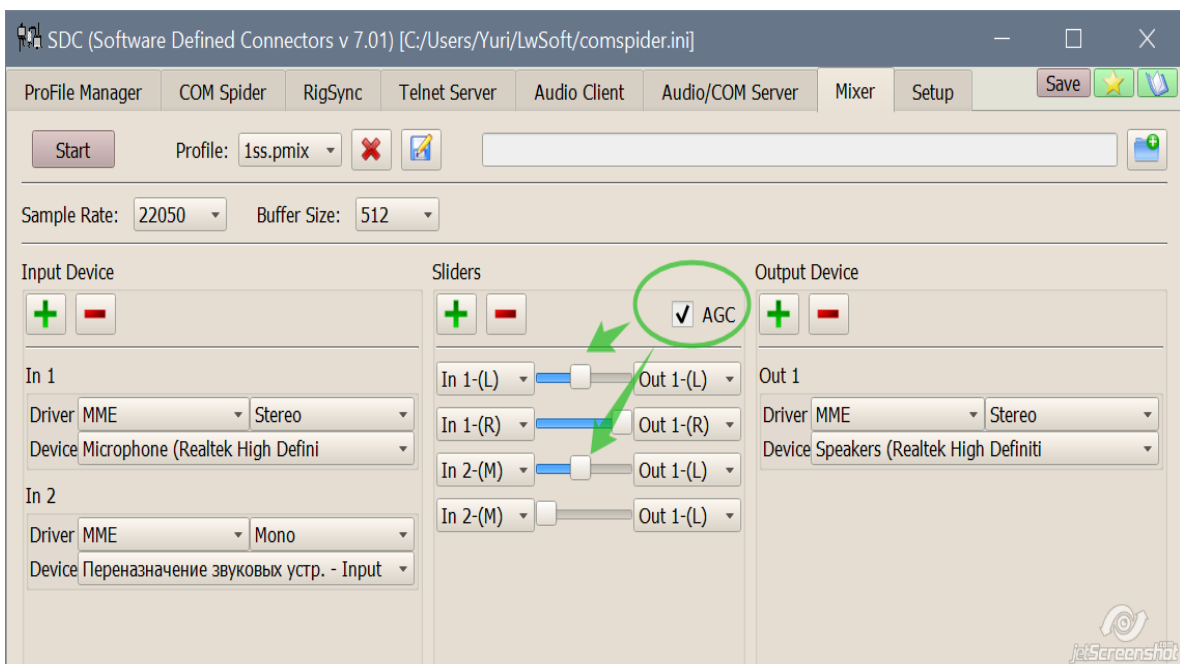 SDC (Software Defined Connectors v 7.01) [C:/Users/Yuri/LwSoft/comspider.ini]
ProFile Manager COM Spider RigSync Telnet Server Audio Client Audio/COM Server Mixer Setup Save
Start Profile: 1ss.pmix
Sample Rate: 22050 Buffer Size: 512
Input Device Sliders Output Device
AGC
In 1 In 1-(L) Out 1-(L) Out 1
Driver MME Stereo In 1-(R) Out 1-(R) Driver MME Stereo
Device Microphone (Realtek High Defini Device Speakers (Realtek High Definiti
In 2-(M) Out 1-(L)
In 2
In 2-(M) Out 1-(L)
Driver MME Mono
Device Переназначение звуковых устр. - Input
jetScreenshot